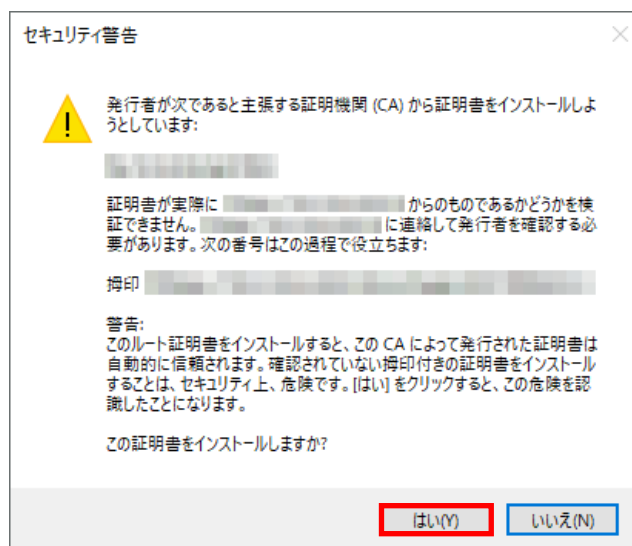 セキュリティ警告
発行者が次であると主張する証明機関 (CA) から証明書をインストールしよ
うとしています:
証明書が実際に からのものであるかどうかを検
証できません。 に連絡して発行者を確認する必
要があります。次の番号はこの過程で役立ちます:
拇印
警告:
このルート証明書をインストールすると、この CA によって発行された証明書は
自動的に信頼されます。確認されていない拇印付きの証明書をインストール
することは、セキュリティ上、危険です。[はい] をクリックすると、この危険を認
識したことになります。
この証明書をインストールしますか?
はい(Y)
いいえ(N)